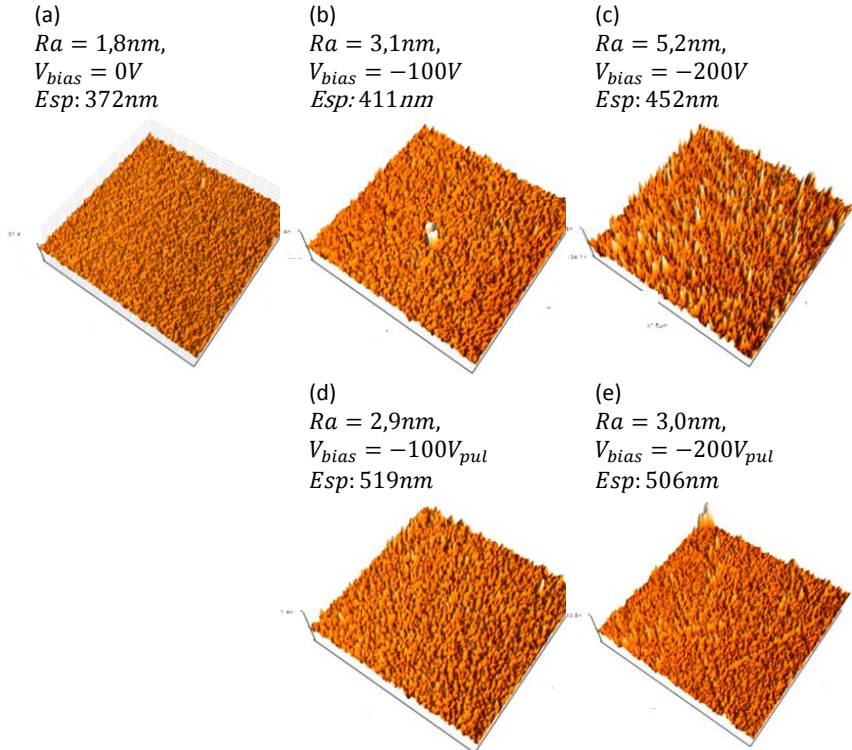 (a)
Ra = 1,8nm,
V_bias = 0V
Esp: 372nm
(b)
Ra = 3,1nm,
V_bias = −100V
Esp: 411nm
(c)
Ra = 5,2nm,
V_bias = −200V
Esp: 452nm
(d)
Ra = 2,9nm,
V_bias = −100V_pul
Esp: 519nm
(e)
Ra = 3,0nm,
V_bias = −200V_pul
Esp: 506nm